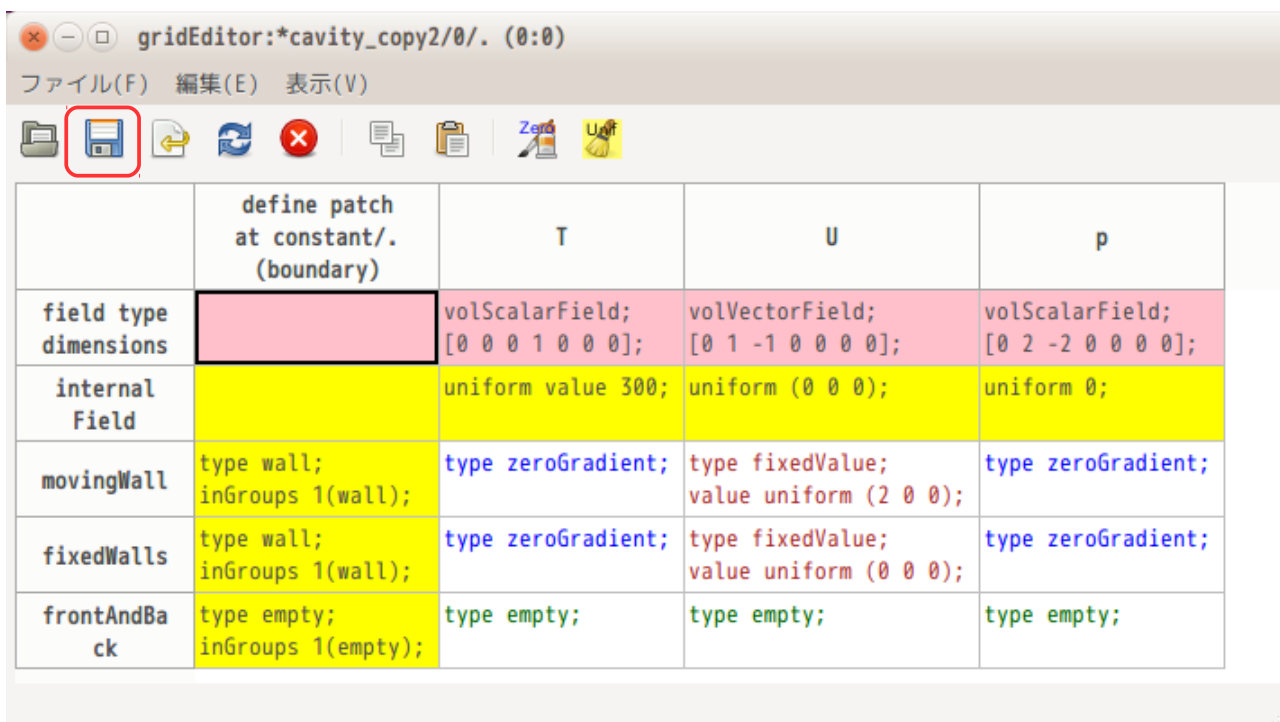 gridEditor:*cavity_copy2/0/. (0:0)
ファイル(F) 編集(E) 表示(V)
Zero Unif
define patch
at constant/.
(boundary)
T
U
p
field type
dimensions
volScalarField;
[0 0 0 1 0 0 0];
volVectorField;
[0 1 -1 0 0 0 0];
volScalarField;
[0 2 -2 0 0 0 0];
internal
Field
uniform value 300;
uniform (0 0 0);
uniform 0;
movingWall
type wall;
inGroups 1(wall);
type zeroGradient;
type fixedValue;
value uniform (2 0 0);
type zeroGradient;
fixedWalls
type wall;
inGroups 1(wall);
type zeroGradient;
type fixedValue;
value uniform (0 0 0);
type zeroGradient;
frontAndBa
ck
type empty;
inGroups 1(empty);
type empty;
type empty;
type empty;